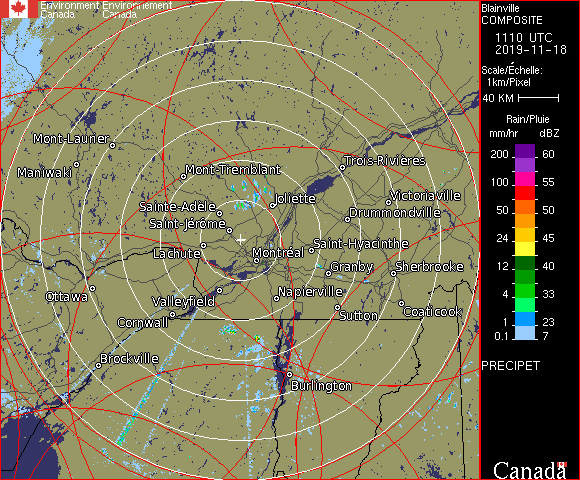 Environment Environnement
Canada Canada
Blainville
COMPOSITE
1110 UTC
2019-11-18
Scale/Échelle:
1km/Pixel
40 KM
Rain/Pluie
mm/hr dBZ
200 60
100 55
50 50
24 45
12 40
4 33
1 23
0.1 7
PRECIPET
Canada
Mont-Laurier
Maniwaki
Mont-Tremblant
Trois-Rivières
Sainte-Adèle
Joliette
Victoriaville
Drummondville
Saint-Jérôme
Lachute
Montréal
Saint-Hyacinthe
Granby
Sherbrooke
Ottawa
Valleyfield
Napierville
Cornwall
Sutton
Coaticook
Brockville
Burlington